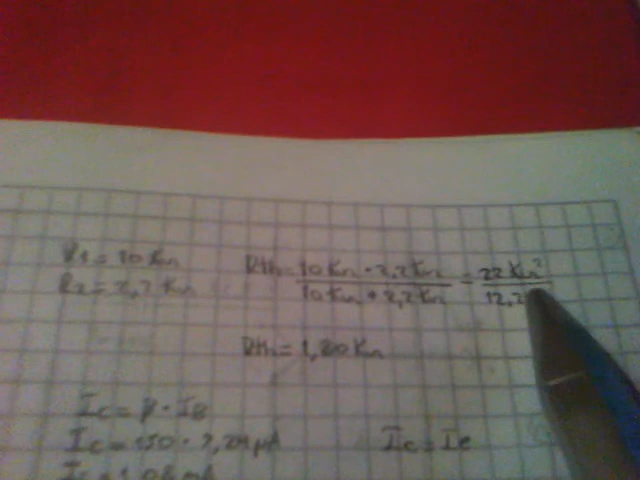 R1 = 10 KΩ
R2 = 2,2 KΩ
Rth = 10 KΩ · 2,2 KΩ / 10 KΩ + 2,2 KΩ = 22 KΩ² / 12,2
Rth = 1,80 KΩ
Ic = β · IB
Ic = 150 · 7,24 μA
Ic = Ie